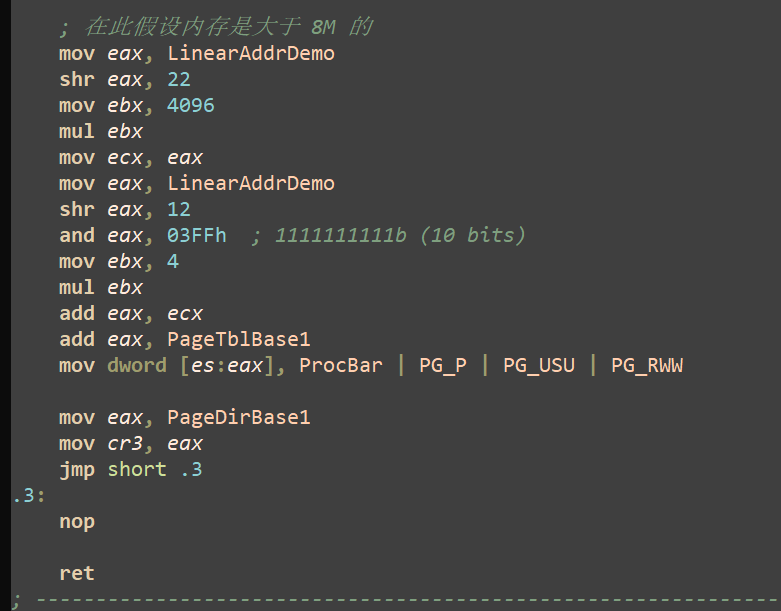 ; 在此假设内存是大于 8M 的
mov eax, LinearAddrDemo
shr eax, 22
mov ebx, 4096
mul ebx
mov ecx, eax
mov eax, LinearAddrDemo
shr eax, 12
and eax, 03FFh  ; 1111111111b (10 bits)
mov ebx, 4
mul ebx
add eax, ecx
add eax, PageTblBase1
mov dword [es:eax], ProcBar | PG_P | PG_USU | PG_RWW
mov eax, PageDirBase1
mov cr3, eax
jmp short .3
.3:
nop
ret
; --------------------------------------------------------------